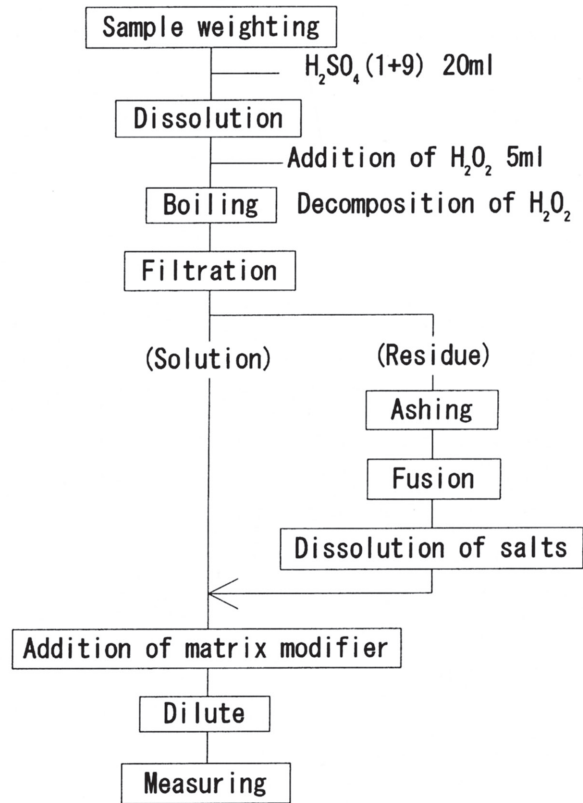 Sample weighting
H₂SO₄(1+9) 20ml
Dissolution
Addition of H₂O₂ 5ml
Boiling Decomposition of H₂O₂
Filtration
(Solution) (Residue)
Ashing
Fusion
Dissolution of salts
Addition of matrix modifier
Dilute
Measuring